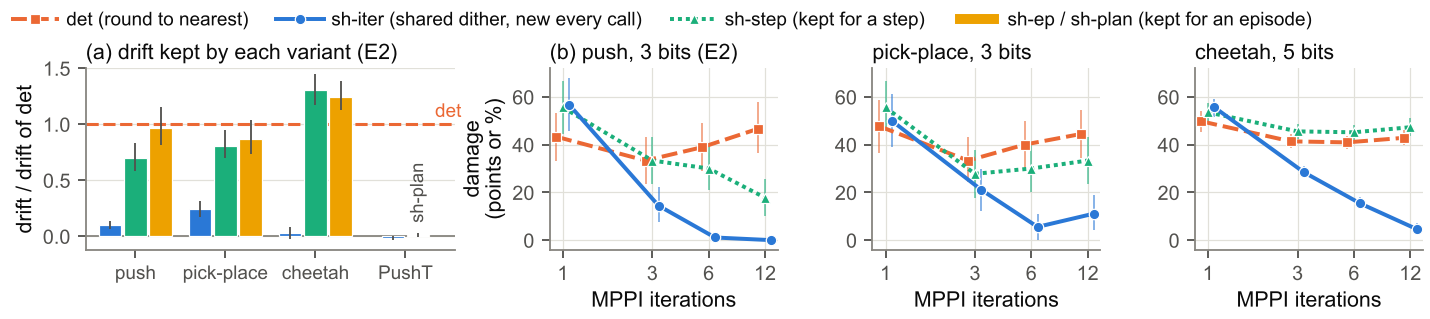 det (round to nearest)
sh-iter (shared dither, new every call)
sh-step (kept for a step)
sh-ep / sh-plan (kept for an episode)
(a) drift kept by each variant (E2)
drift / drift of det
1.5
1.0
0.5
0.0
det
sh-plan
push
pick-place
cheetah
PushT
(b) push, 3 bits (E2)
damage
(points or %)
60
40
20
0
1
3
6
12
MPPI iterations
pick-place, 3 bits
60
40
20
0
1
3
6
12
MPPI iterations
cheetah, 5 bits
60
40
20
0
1
3
6
12
MPPI iterations